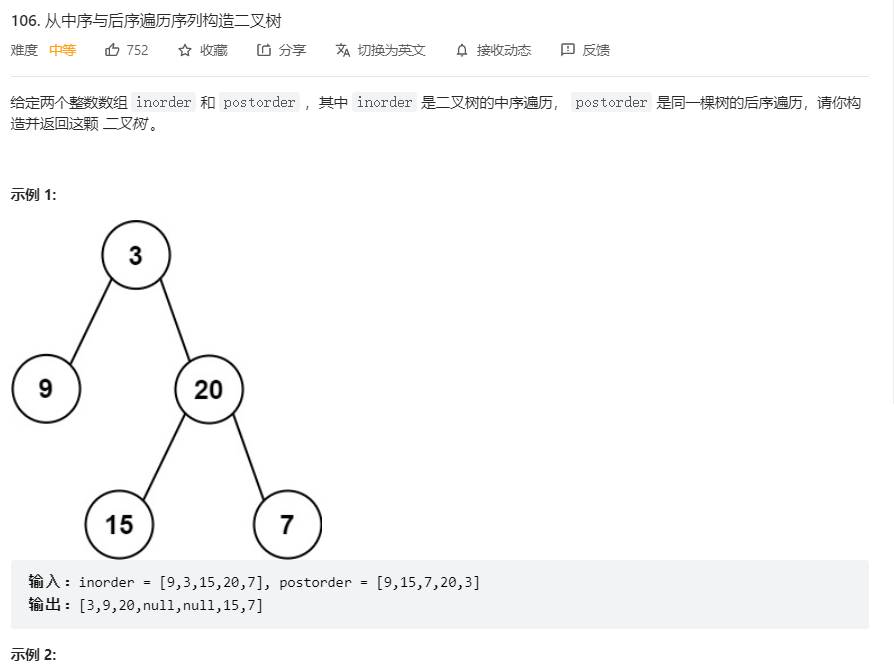 106. 从中序与后序遍历序列构造二叉树
难度 中等 752 收藏 分享 切换为英文 接收动态 反馈
给定两个整数数组 inorder 和 postorder ，其中 inorder 是二叉树的中序遍历， postorder 是同一棵树的后序遍历，请你构
造并返回这颗 二叉树 。
示例 1:
3
9 20
15 7
输入：inorder = [9,3,15,20,7], postorder = [9,15,7,20,3]
输出：[3,9,20,null,null,15,7]
示例 2: